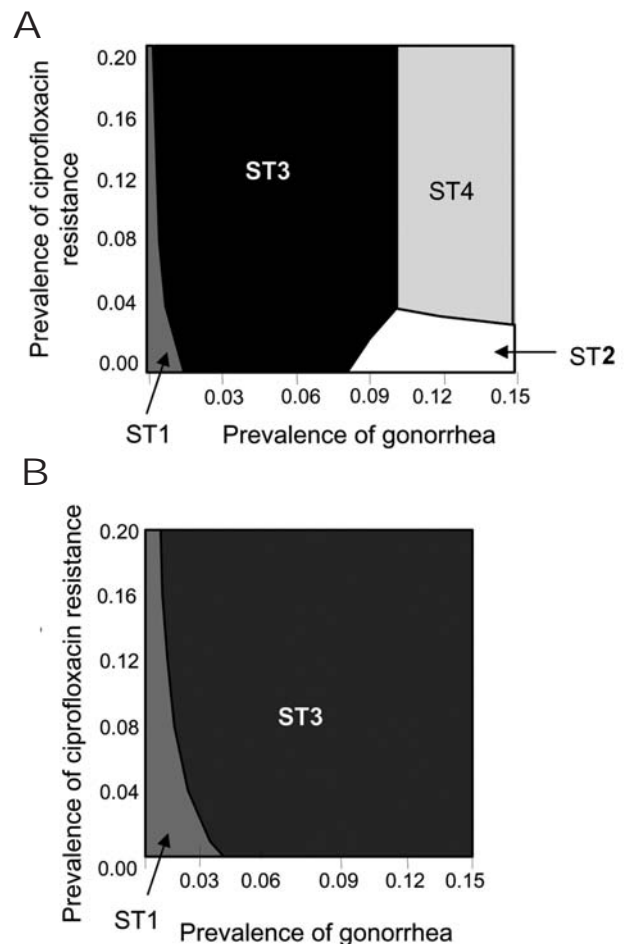 A
Prevalence of ciprofloxacin
resistance
0.20
0.16
0.12
0.08
0.04
0.00
ST3
ST4
ST2
0.03 0.06 0.09 0.12 0.15
ST1
Prevalence of gonorrhea
B
Prevalence of ciprofloxacin resistance
0.20
0.16
0.12
0.08
0.04
0.00
ST3
0.03 0.06 0.09 0.12 0.15
ST1
Prevalence of gonorrhea